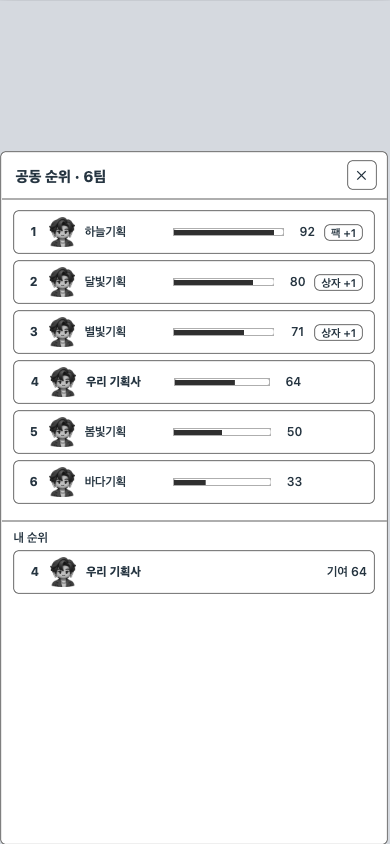 공동 순위 · 6팀
1 하늘기획 92 팩 +1
2 달빛기획 80 상자 +1
3 별빛기획 71 상자 +1
4 우리 기획사 64
5 봄빛기획 50
6 바다기획 33
내 순위
4 우리 기획사 기여 64